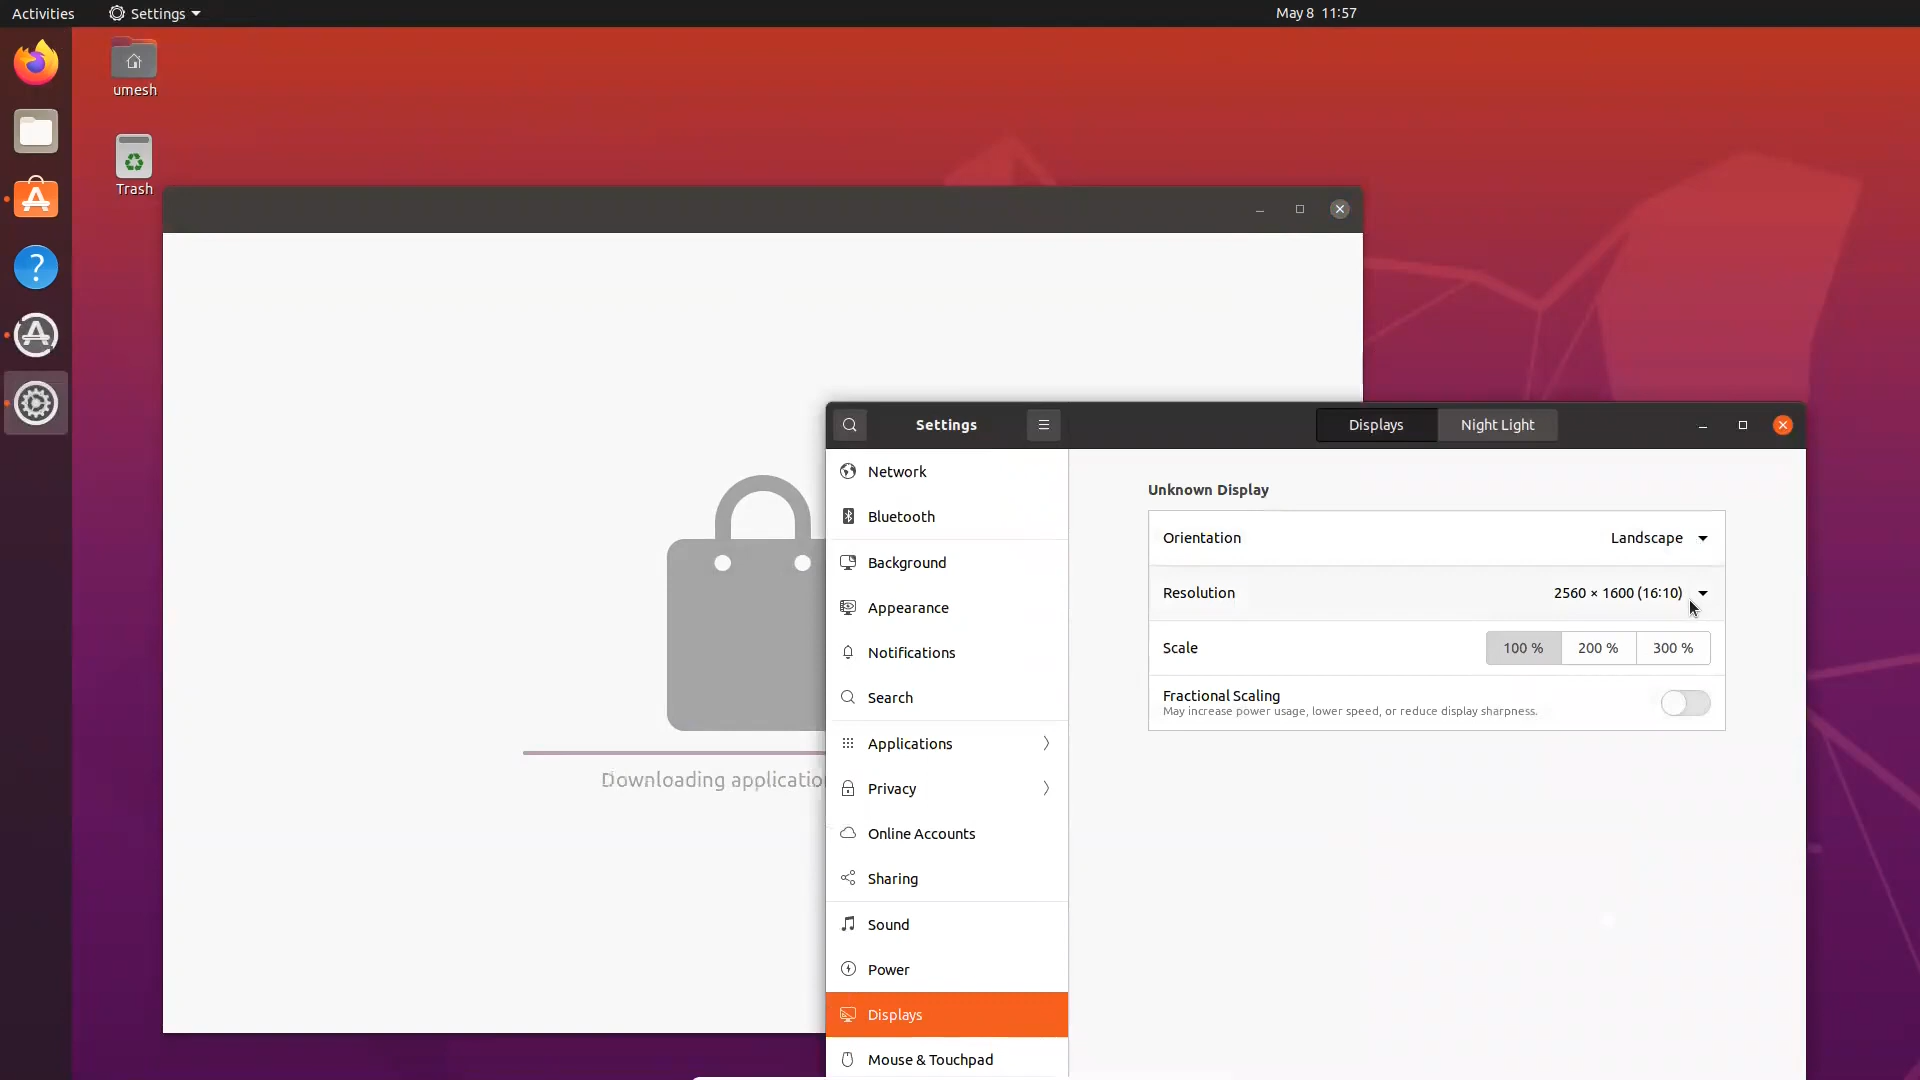 Activities
Settings
May 8 11:57
umesh
Trash
Downloading applicatio
Settings
Displays
Night Light
Network
Bluetooth
Background
Appearance
Notifications
Search
Applications
Privacy
Online Accounts
Sharing
Sound
Power
Displays
Mouse & Touchpad
Unknown Display
Orientation
Landscape
Resolution
2560 × 1600 (16:10)
Scale
100 %
200 %
300 %
Fractional Scaling
May increase power usage, lower speed, or reduce display sharpness.